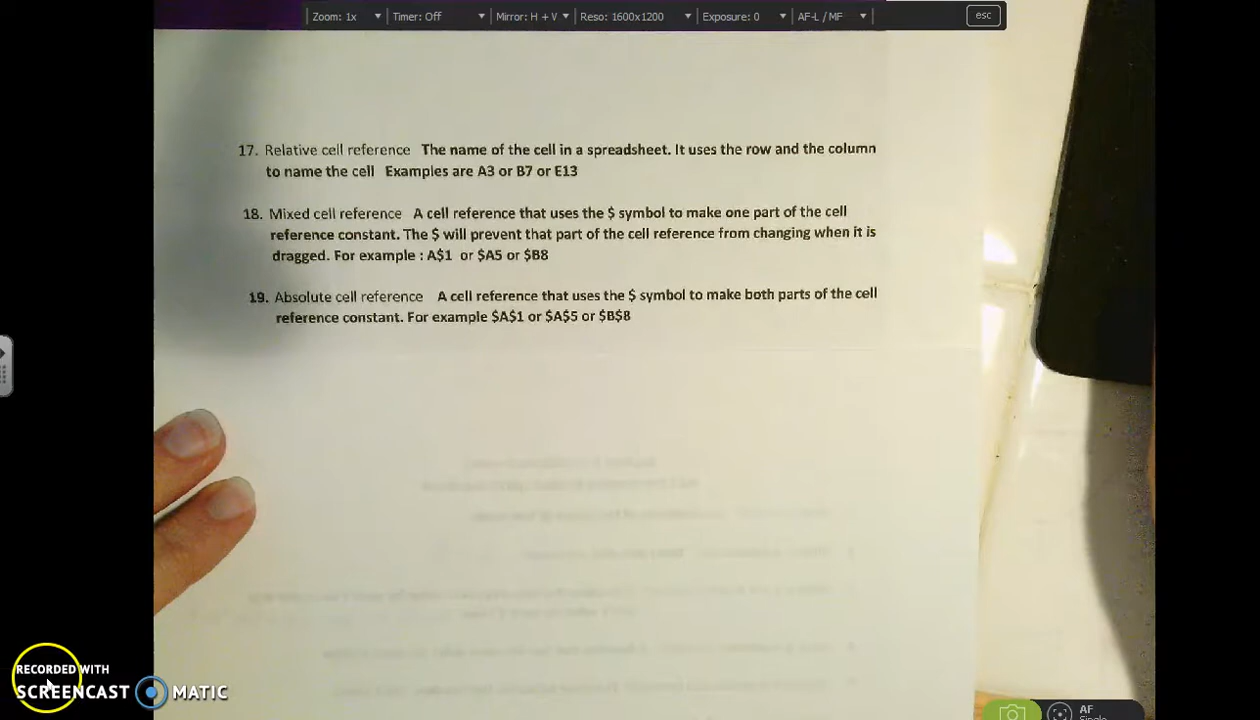 Zoom: 1x Timer: Off Mirror: H + V Reso: 1600x1200 Exposure: 0 AF-L / MF esc
17. Relative cell reference The name of the cell in a spreadsheet. It uses the row and the column
to name the cell Examples are A3 or B7 or E13
18. Mixed cell reference A cell reference that uses the $ symbol to make one part of the cell
reference constant. The $ will prevent that part of the cell reference from changing when it is
dragged. For example : A$1 or $A5 or $B8
19. Absolute cell reference A cell reference that uses the $ symbol to make both parts of the cell
reference constant. For example $A$1 or $A$5 or $B$8
RECORDED WITH
SCREENCAST MATIC
AF
Single